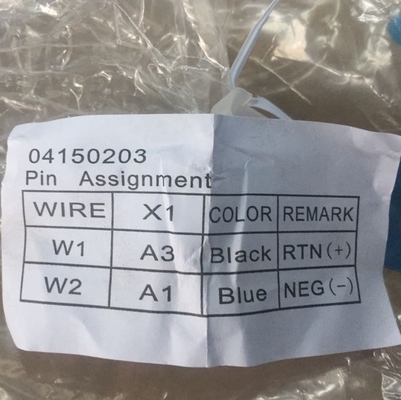 04150203
Pin Assignment
WIRE X1 COLOR REMARK
W1 A3 Black RTN(+)
W2 A1 Blue NEG(-)